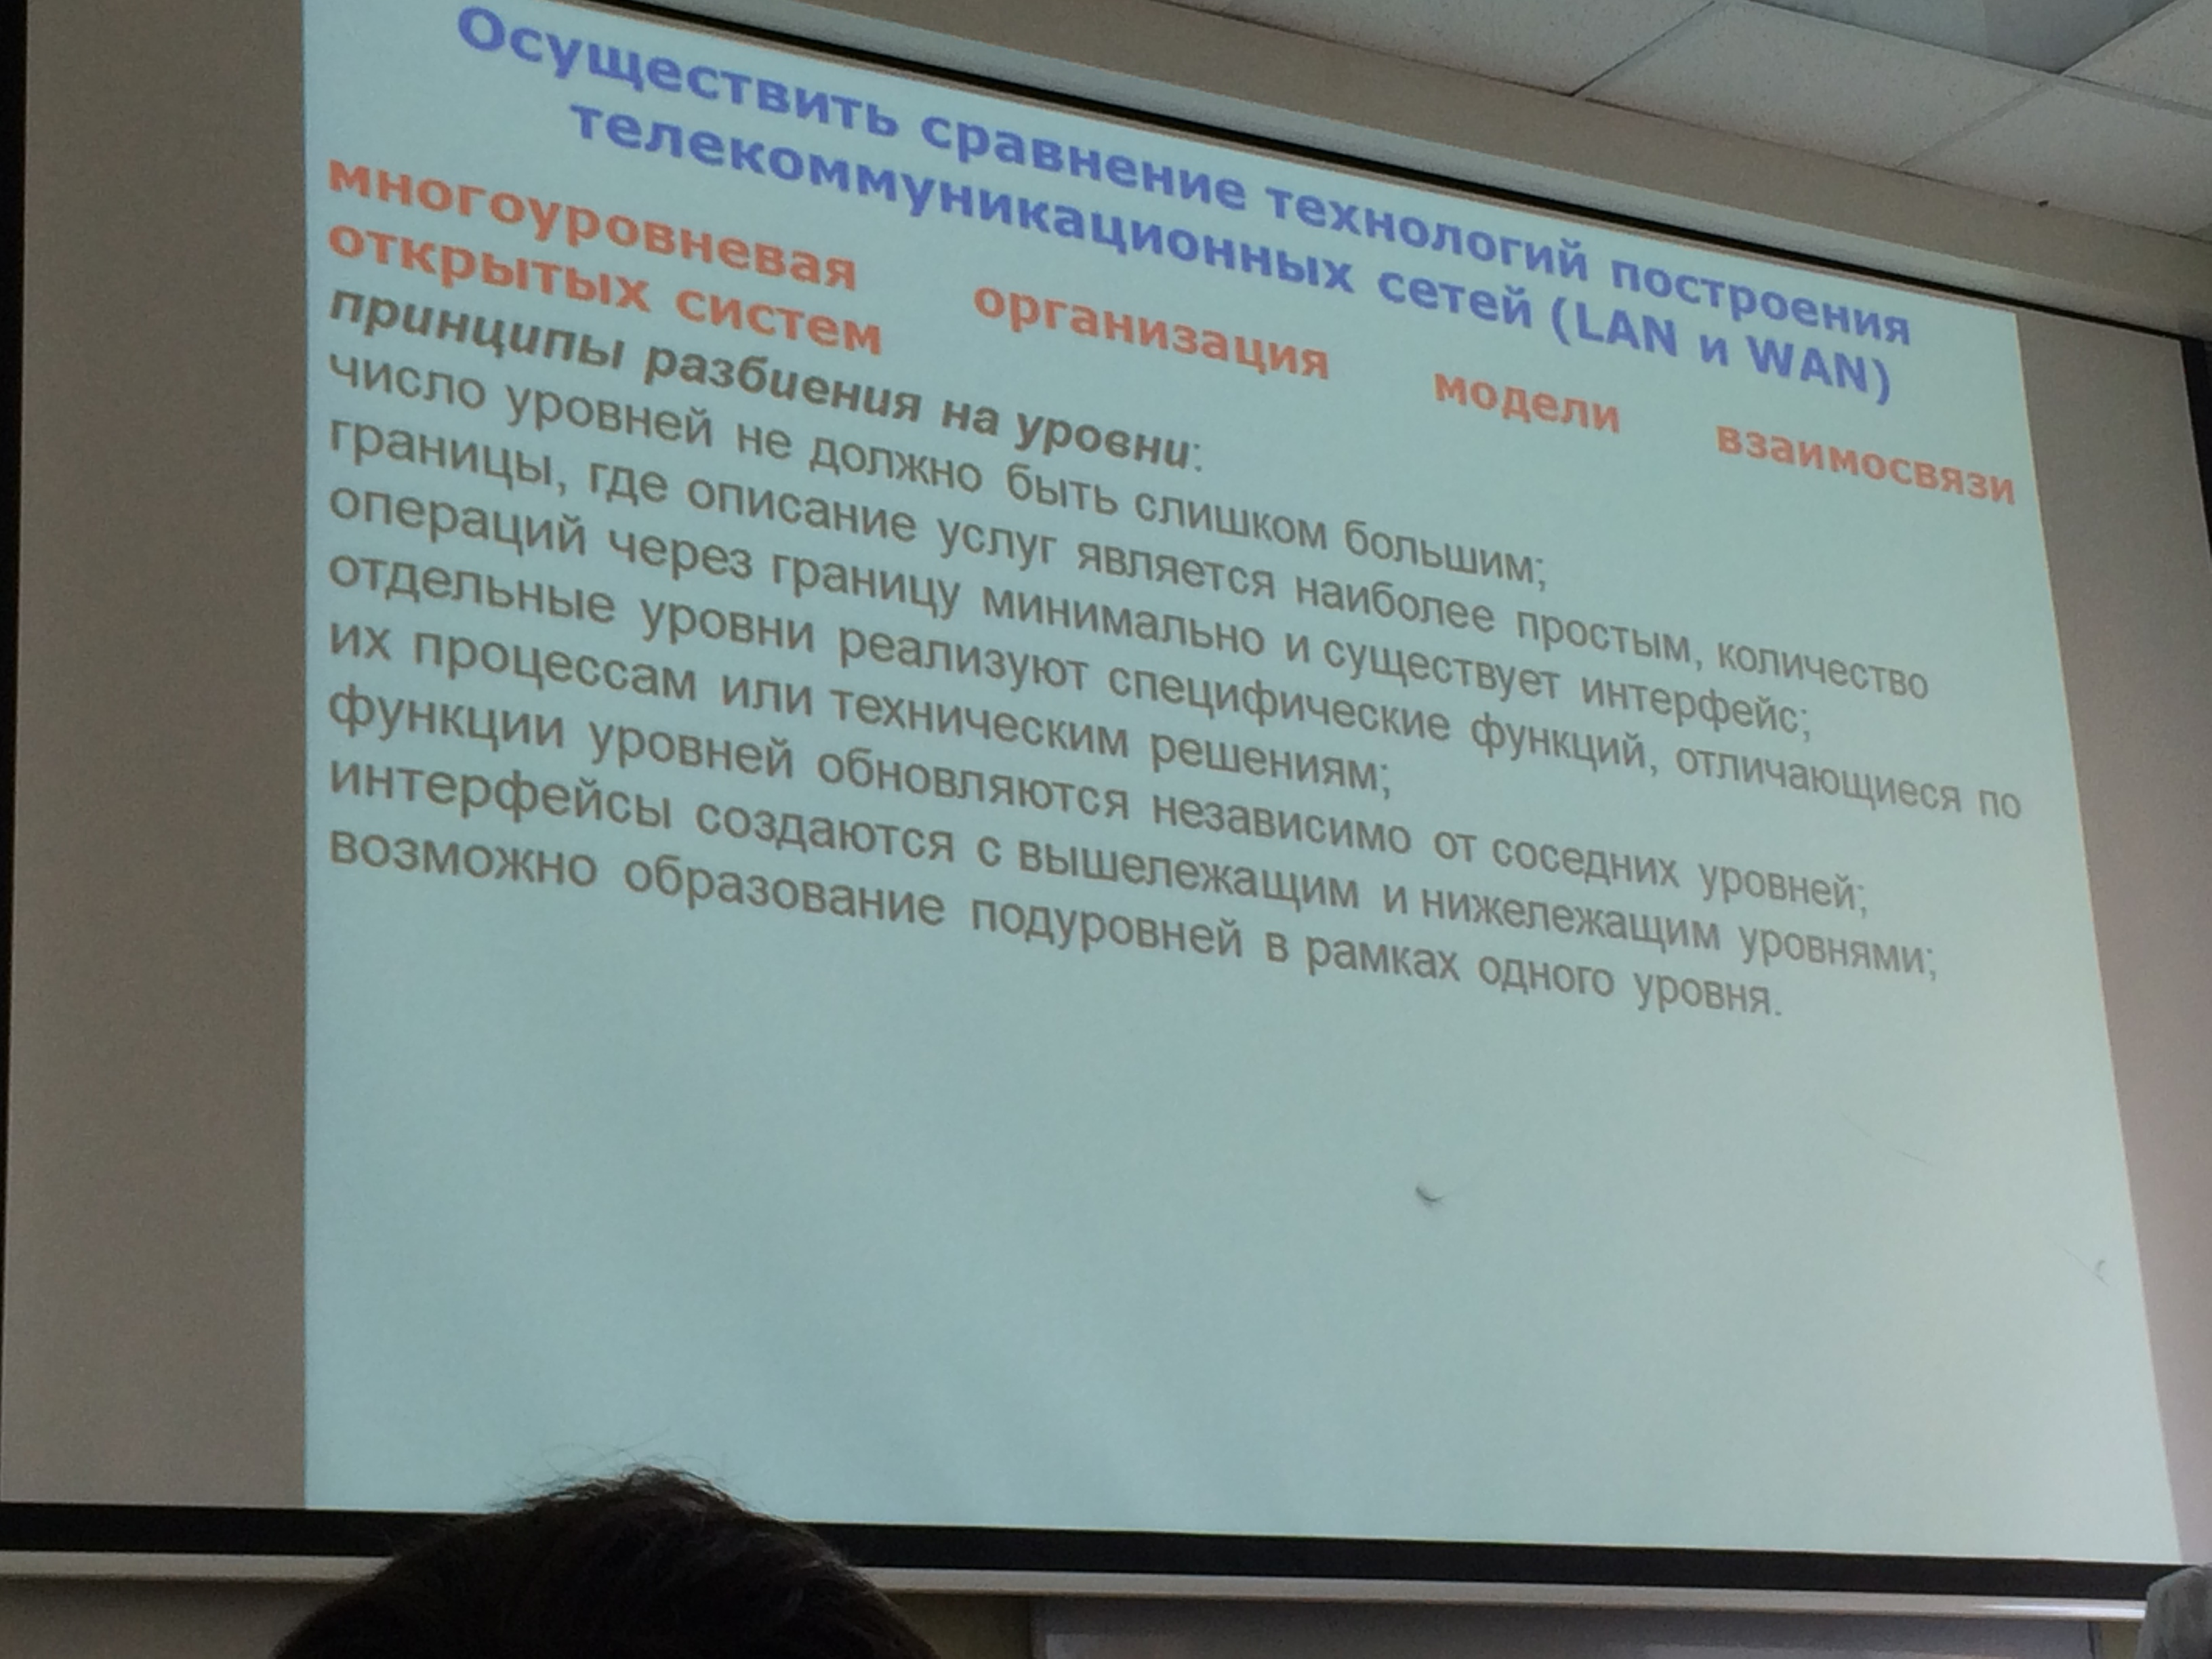 Осуществить сравнение технологий построения
телекоммуникационных сетей (LAN и WAN)
многоуровневая организация модели взаимосвязи
открытых систем
принципы разбиения на уровни:
число уровней не должно быть слишком большим;
границы, где описание услуг является наиболее простым, количество
операций через границу минимально и существует интерфейс;
отдельные уровни реализуют специфические функций, отличающиеся по
их процессам или техническим решениям;
функции уровней обновляются независимо от соседних уровней;
интерфейсы создаются с вышележащим и нижележащим уровнями;
возможно образование подуровней в рамках одного уровня.